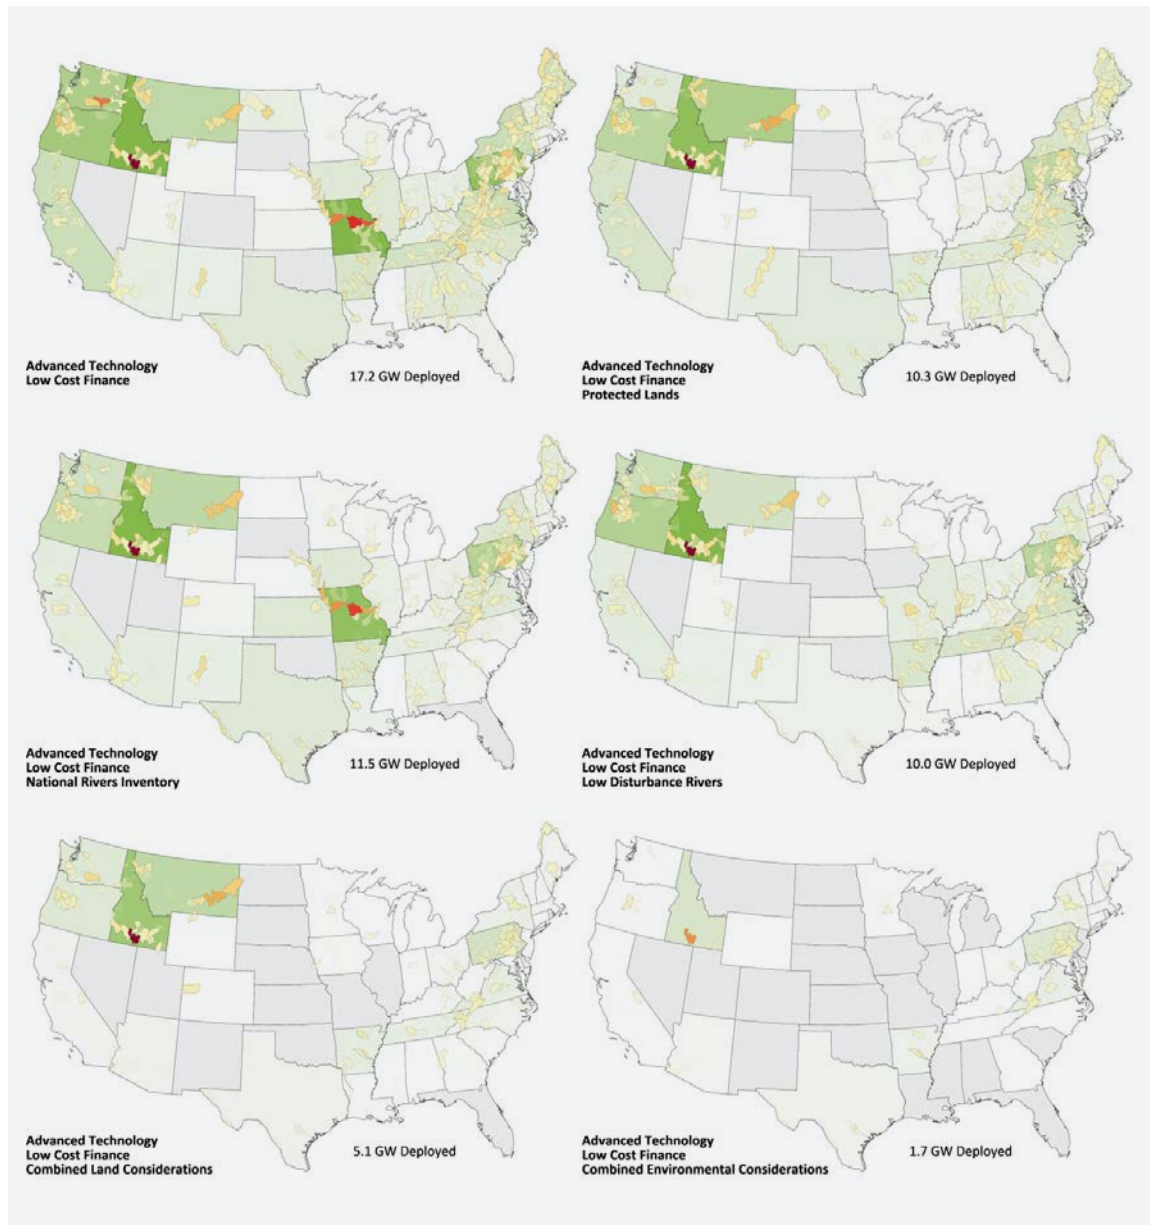 Advanced Technology
Low Cost Finance
17.2 GW Deployed
Advanced Technology
Low Cost Finance
Protected Lands
10.3 GW Deployed
Advanced Technology
Low Cost Finance
National Rivers Inventory
11.5 GW Deployed
Advanced Technology
Low Cost Finance
Low Disturbance Rivers
10.0 GW Deployed
Advanced Technology
Low Cost Finance
Combined Land Considerations
5.1 GW Deployed
Advanced Technology
Low Cost Finance
Combined Environmental Considerations
1.7 GW Deployed